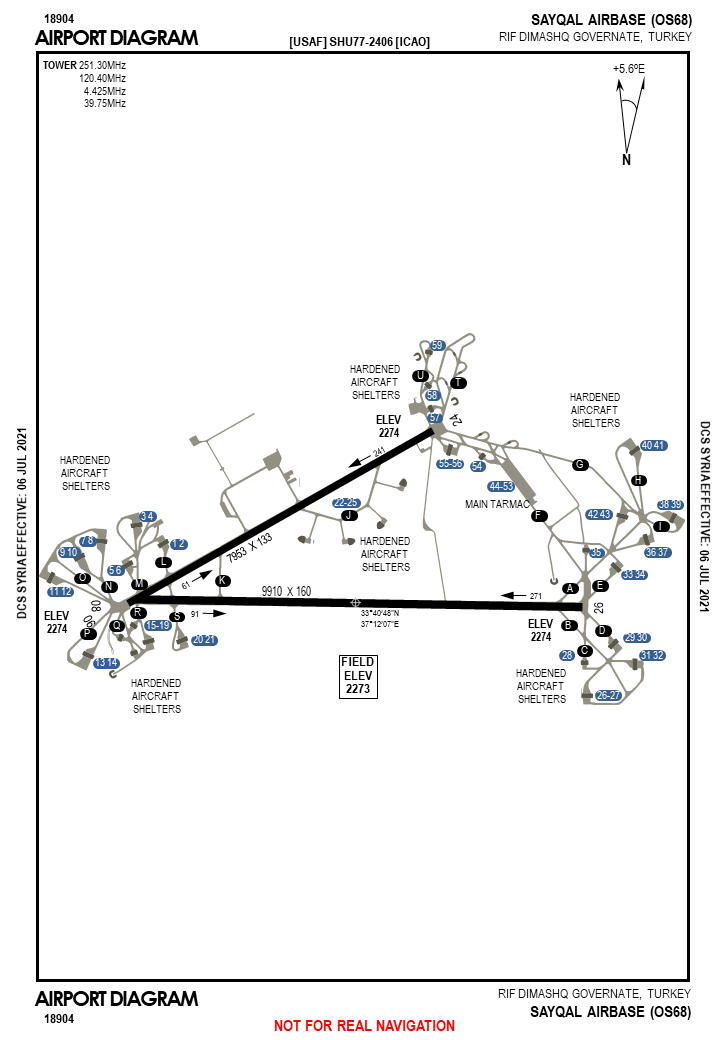 18904
SAYQAL AIRBASE (OS68)
AIRPORT DIAGRAM
[USAF] SHU77-2406 [ICAO]
RIF DIMASHQ GOVERNATE, TURKEY
TOWER 251.30MHz
120.40MHz
4.425MHz
39.75MHz
+5.6ºE
N
59
HARDENED
AIRCRAFT
SHELTERS
U
T
58
HARDENED
AIRCRAFT
SHELTERS
57
24
ELEV
2274
241
55-56
54
G
40 41
44-53
H
HARDENED
AIRCRAFT
SHELTERS
MAIN TARMAC
22-25
J
F
42 43
38 39
I
3 4
7 8
1 2
9 10
HARDENED
AIRCRAFT
SHELTERS
7953 X 133
35
36 37
5 6
L
O
N
M
61
K
33 34
11 12
9910 X 160
271
A
E
08
060
R
91
S
33°40'48"N
37°12'07"E
26
ELEV
2274
P
Q
15-19
20 21
ELEV
2274
B
D
29 30
13 14
FIELD
ELEV
2273
28
C
31 32
HARDENED
AIRCRAFT
SHELTERS
HARDENED
AIRCRAFT
SHELTERS
26-27
DCS SYRIA EFFECTIVE: 06 JUL 2021
DCS SYRIA EFFECTIVE: 06 JUL 2021
AIRPORT DIAGRAM
RIF DIMASHQ GOVERNATE, TURKEY
18904
SAYQAL AIRBASE (OS68)
NOT FOR REAL NAVIGATION